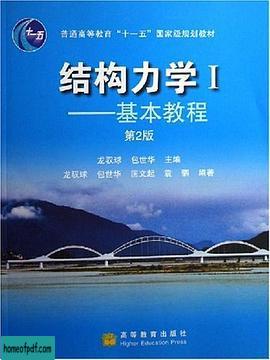 十一五
普通高等教育“十一五”国家级规划教材
结构力学 I
——基本教程
第2版
龙驭球 包世华 主编
龙驭球 包世华 匡文起 袁驷 编著
高等教育出版社
Higher Education Press
homeofpdf.com